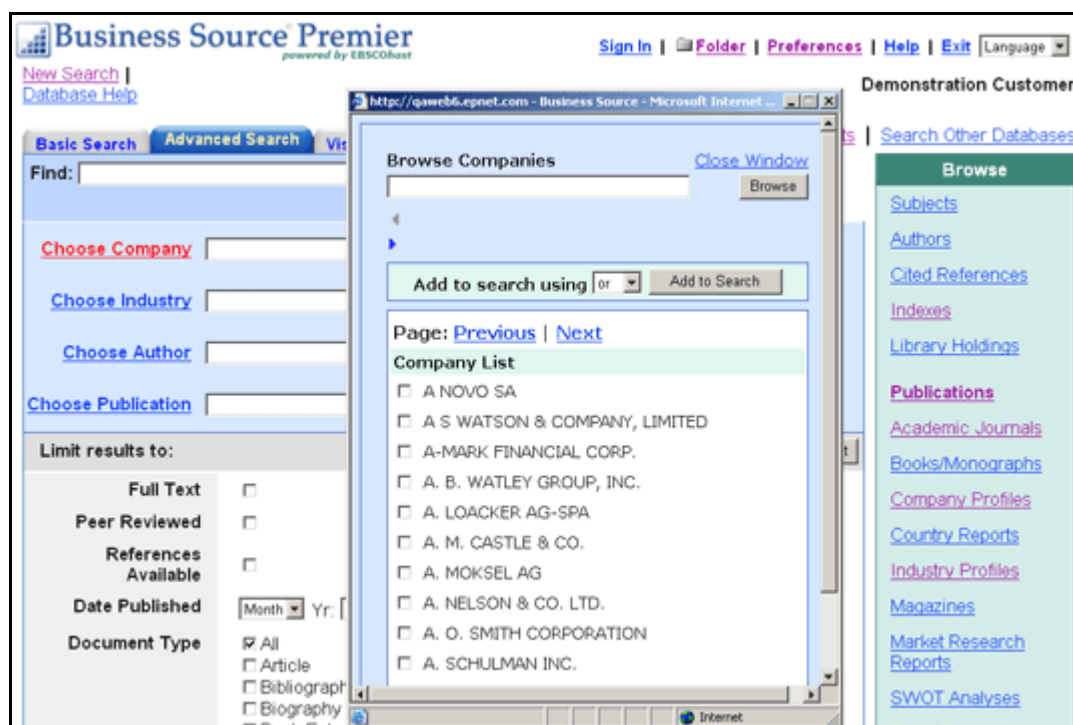 Business Source Premier
powered by EBSCOhost
Sign In | Folder | Preferences | Help | Exit Language
New Search |
Database Help
Demonstration Customer
http://qaweb6.epnet.com - Business Source - Microsoft Internet ...
Basic Search Advanced Search
Search Other Databases
Find:
Browse Companies Close Window
Browse
Add to search using or Add to Search
Page: Previous | Next
Company List
A NOVO SA
A S WATSON & COMPANY, LIMITED
A-MARK FINANCIAL CORP.
A. B. WATLEY GROUP, INC.
A. LOACKER AG-SPA
A. M. CASTLE & CO.
A. MOKSEL AG
A. NELSON & CO. LTD.
A. O. SMITH CORPORATION
A. SCHULMAN INC.
Internet
Choose Company
Choose Industry
Choose Author
Choose Publication
Limit results to:
Full Text
Peer Reviewed
References
Available
Date Published Month Yr:
Document Type All
Article
Biography
Browse
Subjects
Authors
Cited References
Indexes
Library Holdings
Publications
Academic Journals
Books/Monographs
Company Profiles
Country Reports
Industry Profiles
Magazines
Market Research
Reports
SWOT Analyses